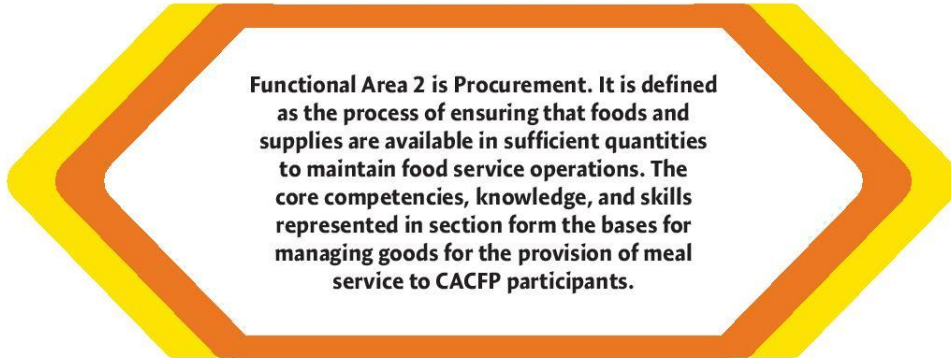 Functional Area 2 is Procurement. It is defined
as the process of ensuring that foods and
supplies are available in sufficient quantities
to maintain food service operations. The
core competencies, knowledge, and skills
represented in section form the bases for
managing goods for the provision of meal
service to CACFP participants.